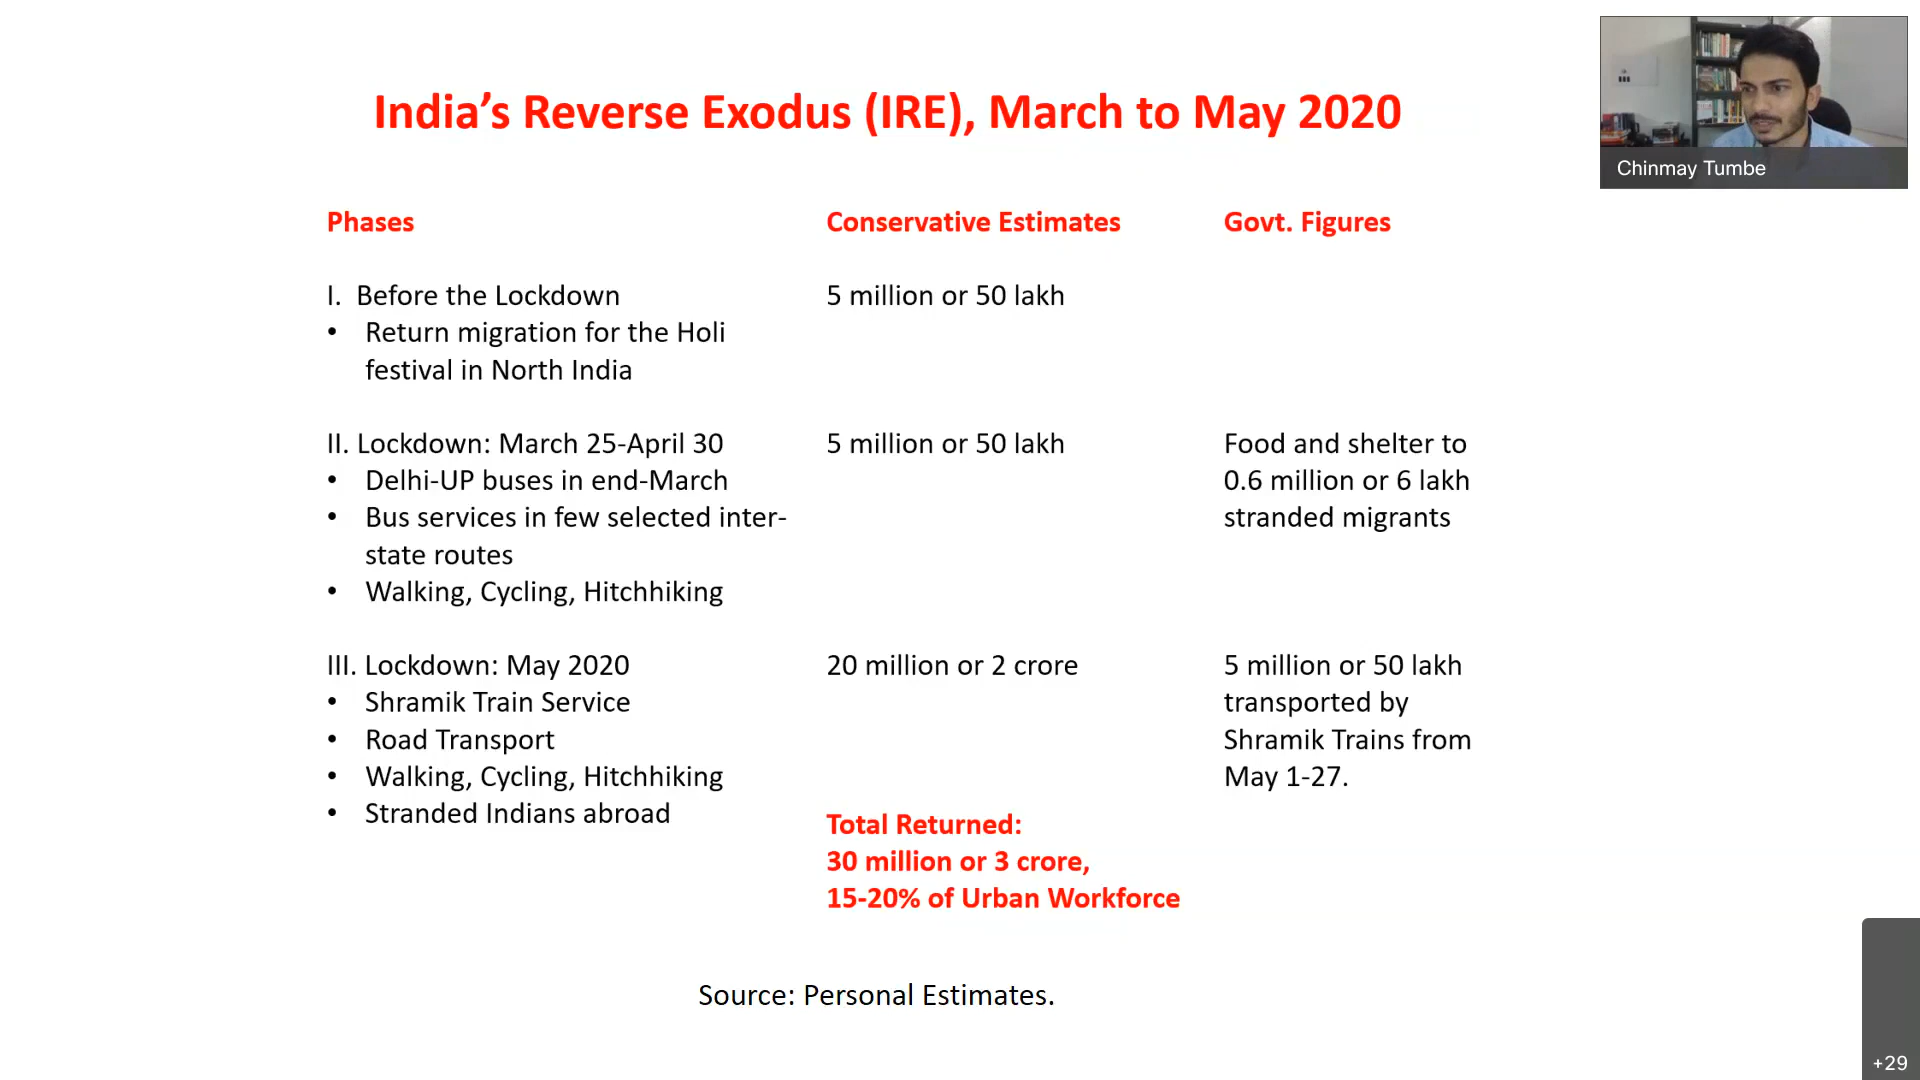 India's Reverse Exodus (IRE), March to May 2020
Chinmay Tumbe
Phases
Conservative Estimates
Govt. Figures
I. Before the Lockdown
5 million or 50 lakh
• Return migration for the Holi
festival in North India
II. Lockdown: March 25-April 30
• Delhi-UP buses in end-March
• Bus services in few selected inter-
state routes
• Walking, Cycling, Hitchhiking
5 million or 50 lakh
Food and shelter to
0.6 million or 6 lakh
stranded migrants
III. Lockdown: May 2020
• Shramik Train Service
• Road Transport
• Walking, Cycling, Hitchhiking
• Stranded Indians abroad
20 million or 2 crore
5 million or 50 lakh
transported by
Shramik Trains from
May 1-27.
Total Returned:
30 million or 3 crore,
15-20% of Urban Workforce
Source: Personal Estimates.
+29